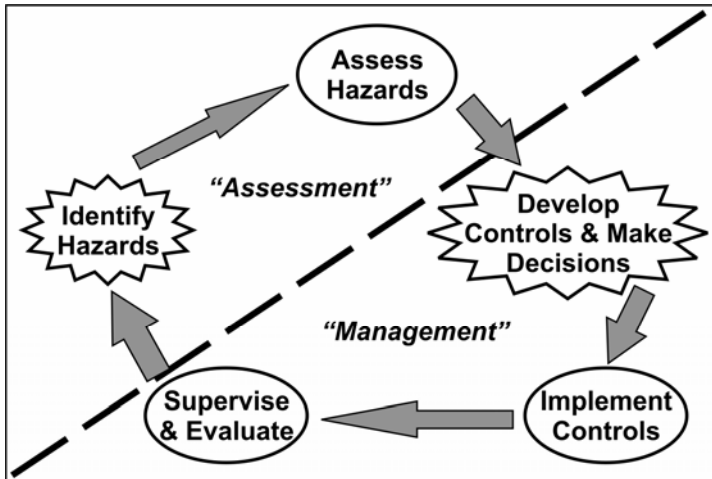 Assess
Hazards
"Assessment"
Identify
Hazards
Develop
Controls & Make
Decisions
"Management"
Supervise
& Evaluate
Implement
Controls